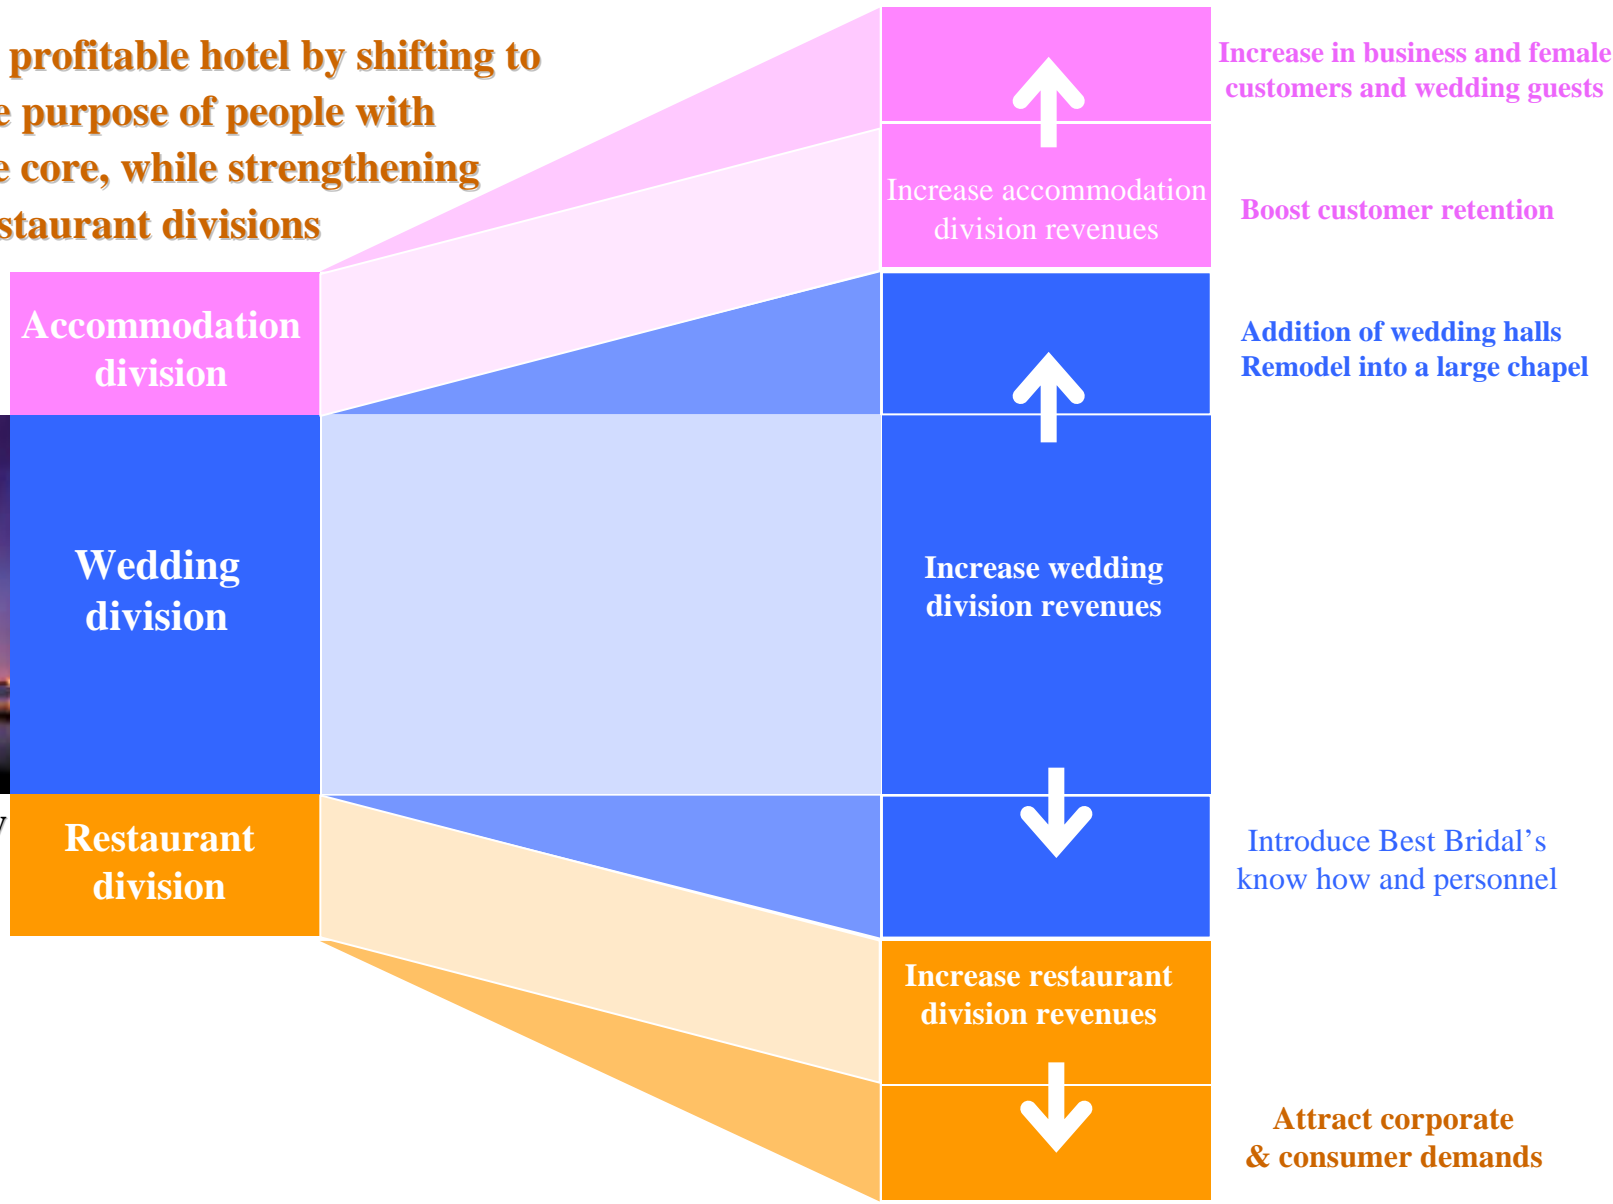 profitable hotel by shifting to
purpose of people with
core, while strengthening
divisions
Accommodation
division
Wedding
division
Restaurant
division
Increase accommodation
division revenues
Increase wedding
division revenues
Increase restaurant
division revenues
Increase in business and female
customers and wedding guests
Boost customer retention
Addition of wedding halls
Remodel into a large chapel
Introduce Best Bridal’s
know how and personnel
Attract corporate
& consumer demands